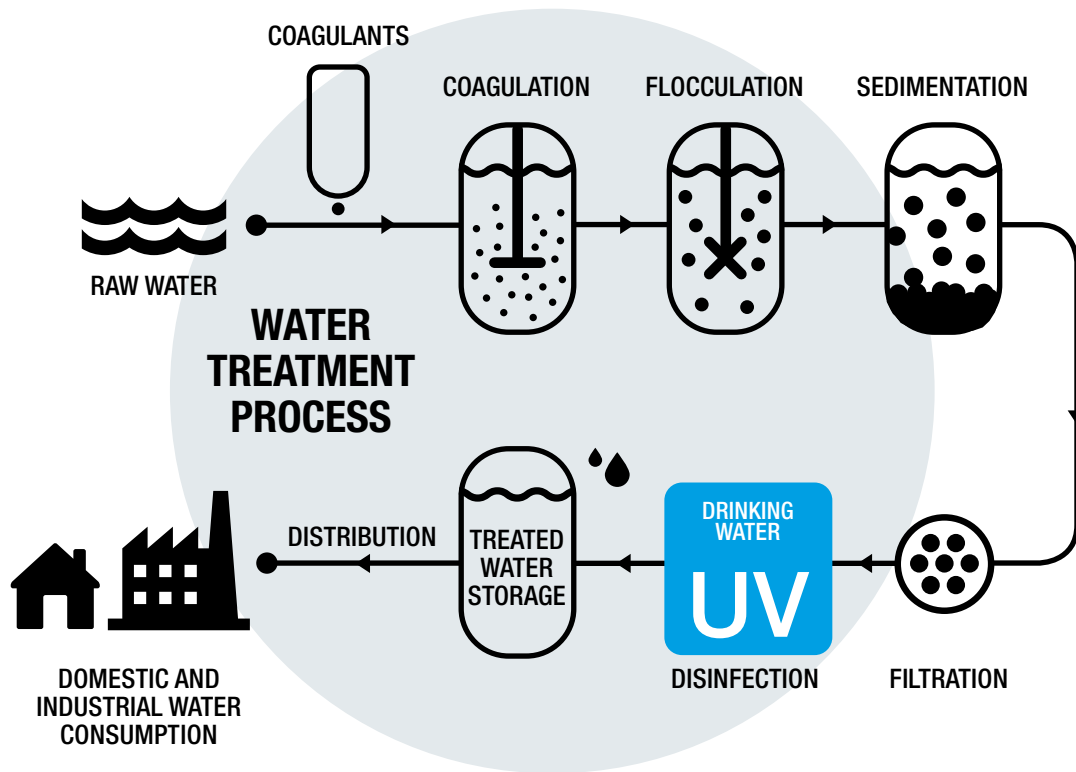 COAGULANTS
COAGULATION
FLOCCULATION
SEDIMENTATION
RAW WATER
WATER
TREATMENT
PROCESS
DRINKING
WATER
UV
DISINFECTION
FILTRATION
TREATED
WATER
STORAGE
DISTRIBUTION
DOMESTIC AND
INDUSTRIAL WATER
CONSUMPTION